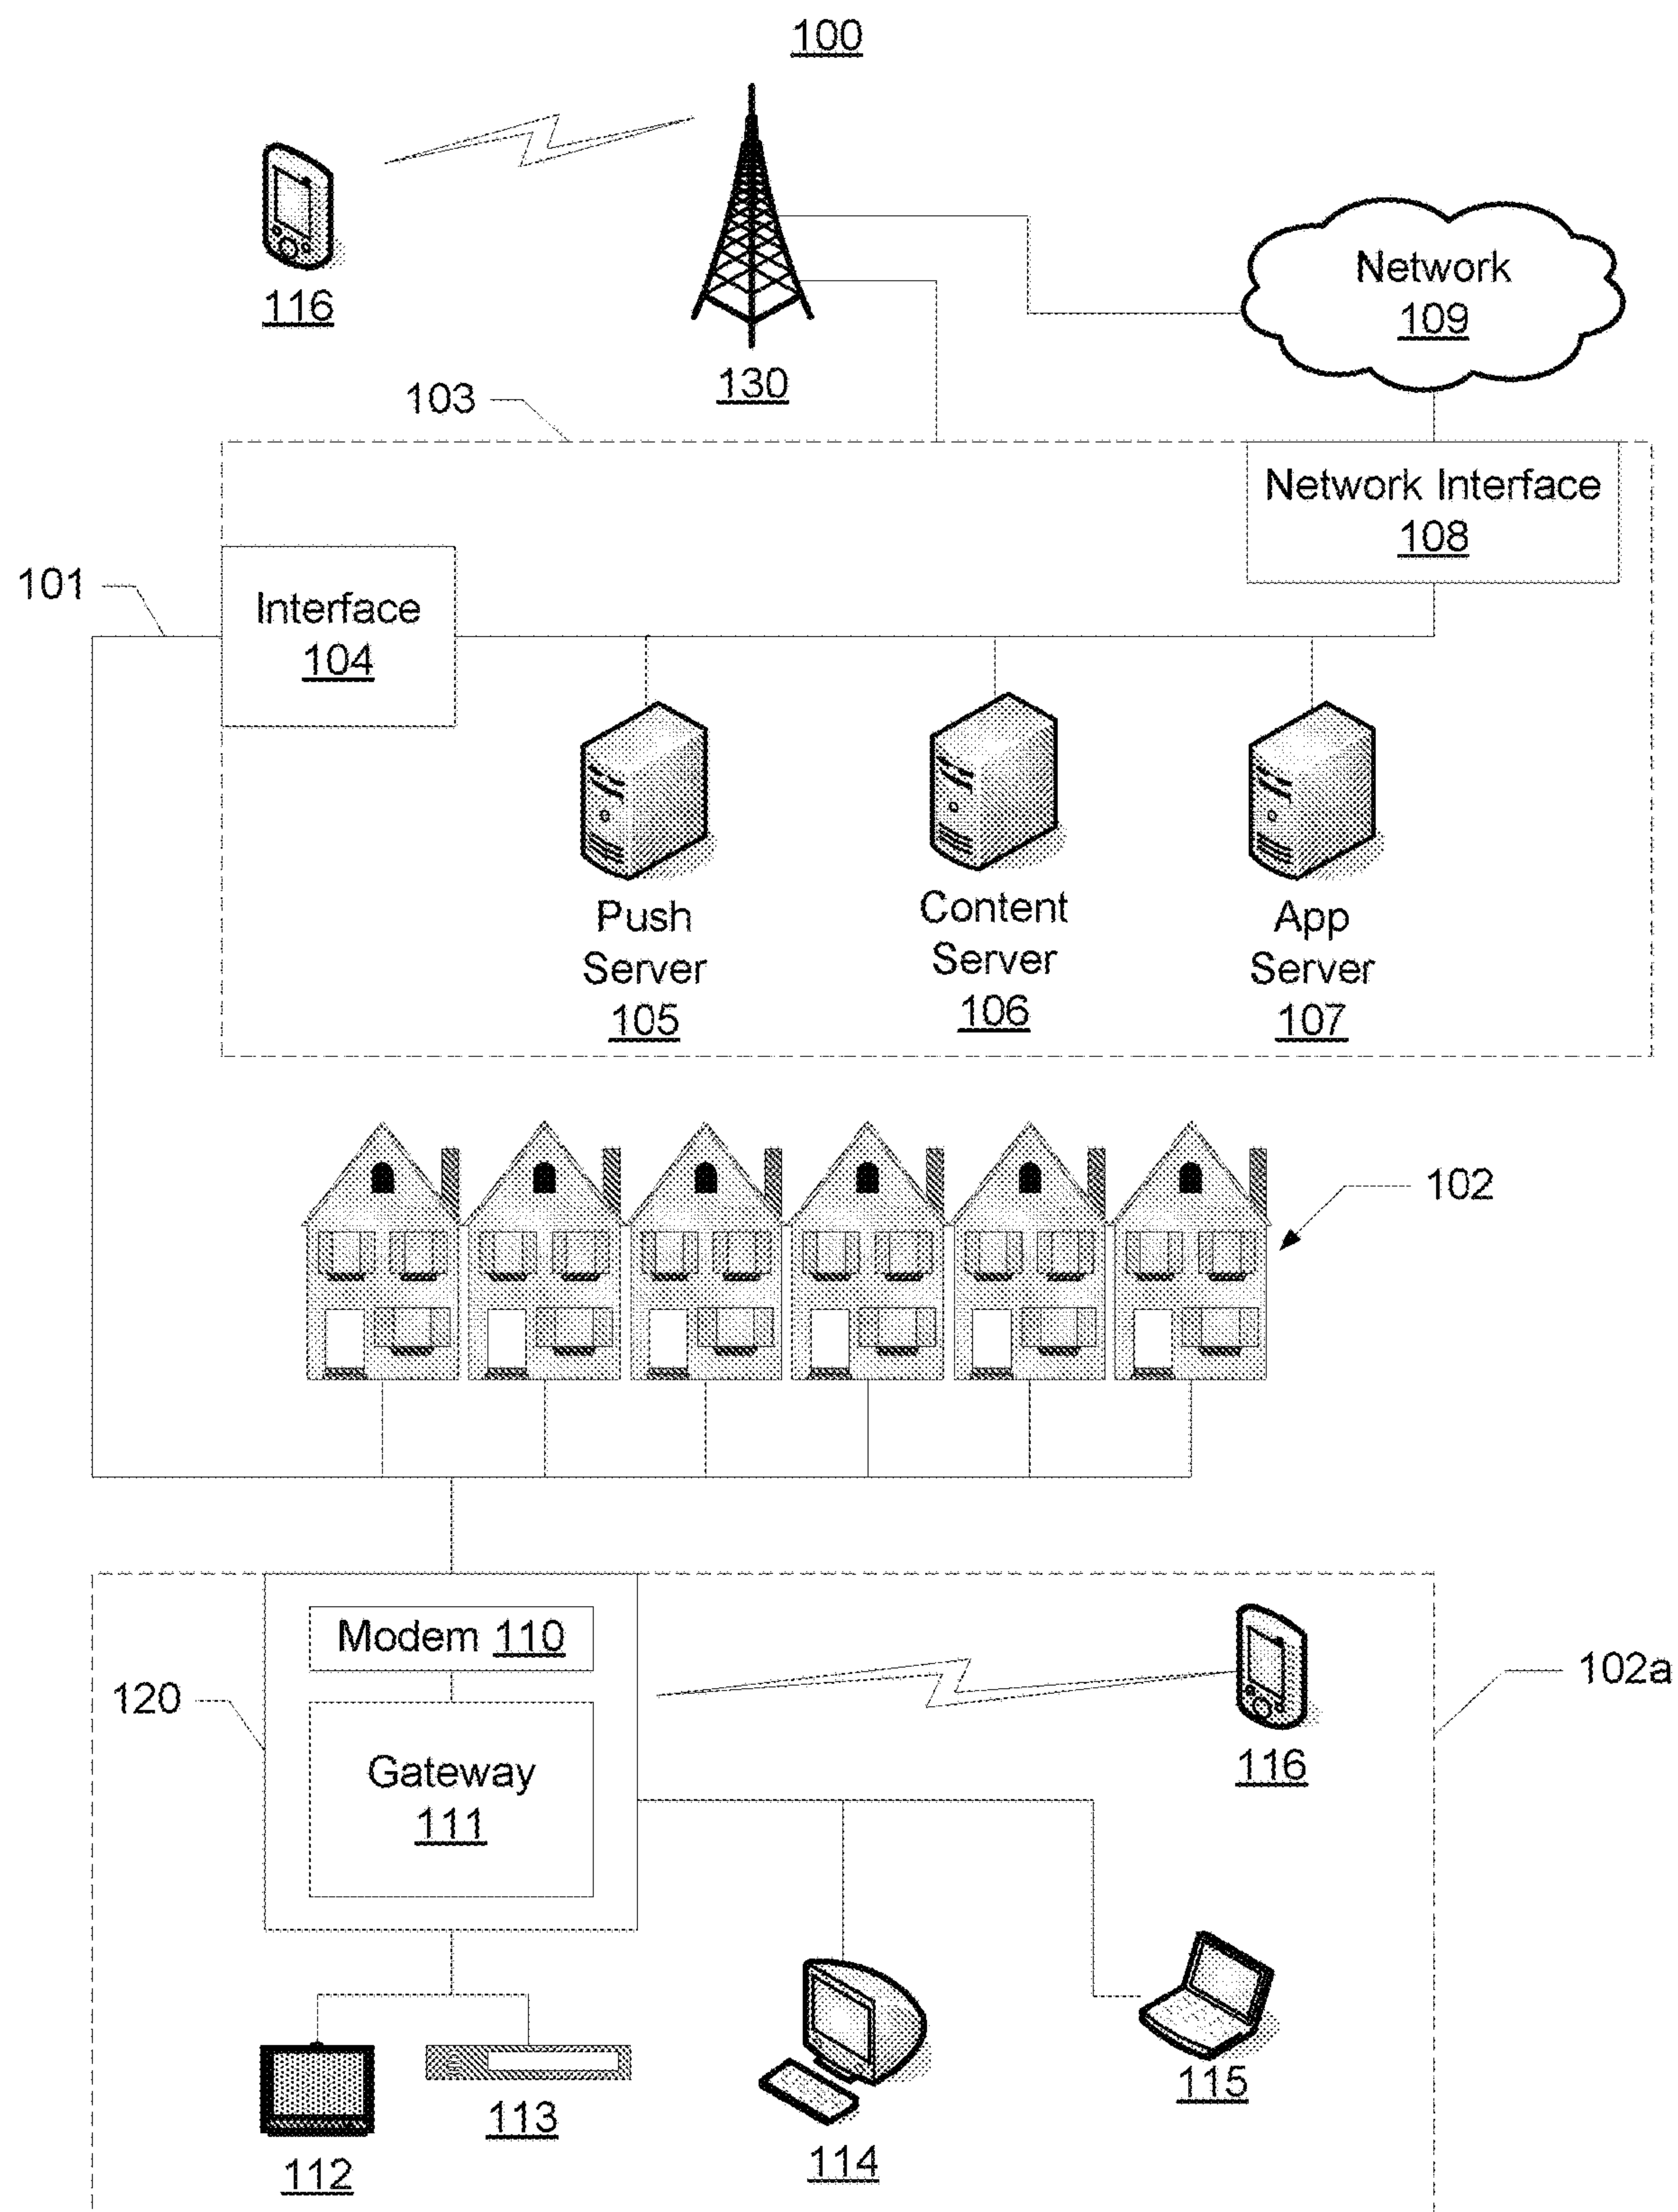 100
116
130
Network
109
103
Network Interface
108
101
Interface
104
Push
Server
105
Content
Server
106
App
Server
107
102
Modem 110
120
Gateway
111
116
102a
112
113
114
115